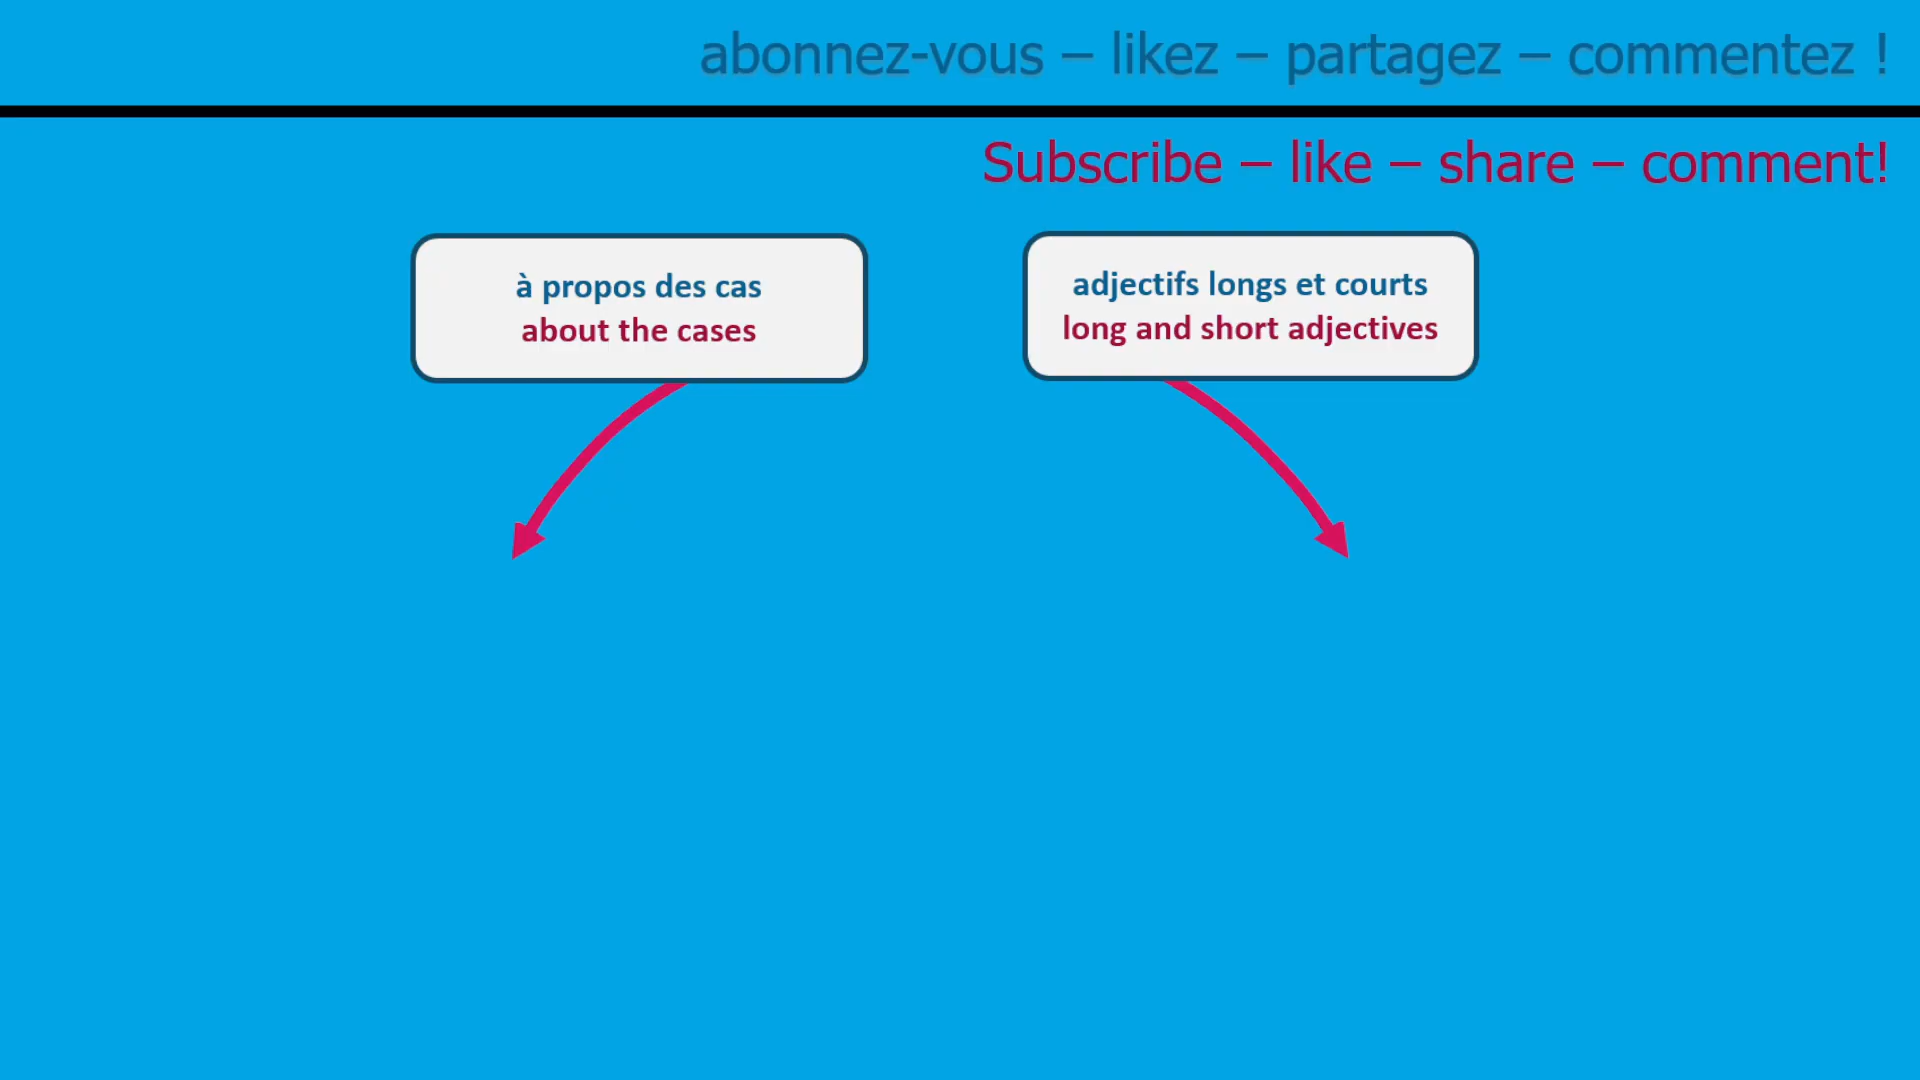 abonnez-vous – likez – partagez – commentez !
Subscribe – like – share – comment!
à propos des cas
about the cases
adjectifs longs et courts
long and short adjectives